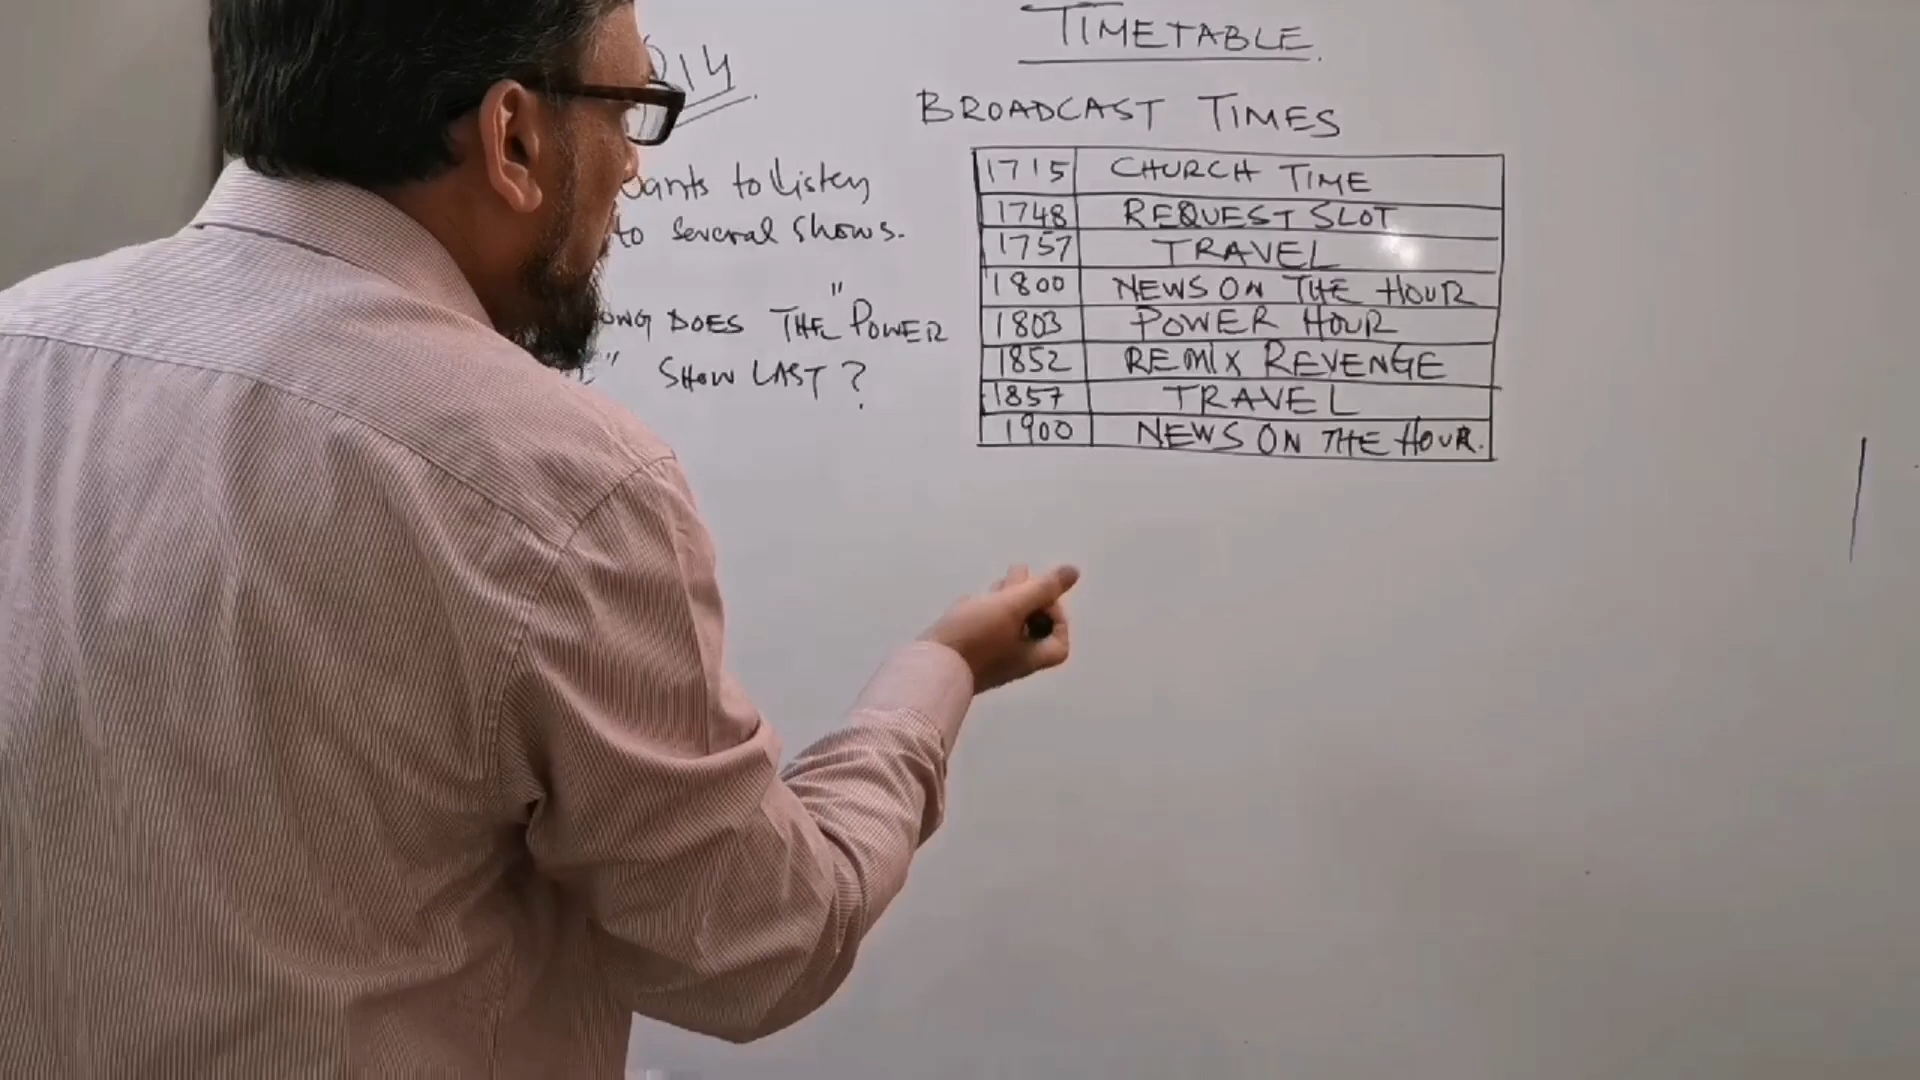 TIMETABLE.
BROADCAST TIMES
1715 CHURCH TIME
1748 REQUEST SLOT
1757 TRAVEL
1800 NEWS ON THE HOUR
1803 POWER HOUR
1852 REMIX REVENGE
1857 TRAVEL
1900 NEWS ON THE HOUR.
to Listen
to several shows.
DOES THE "POWER
" SHOW LAST?